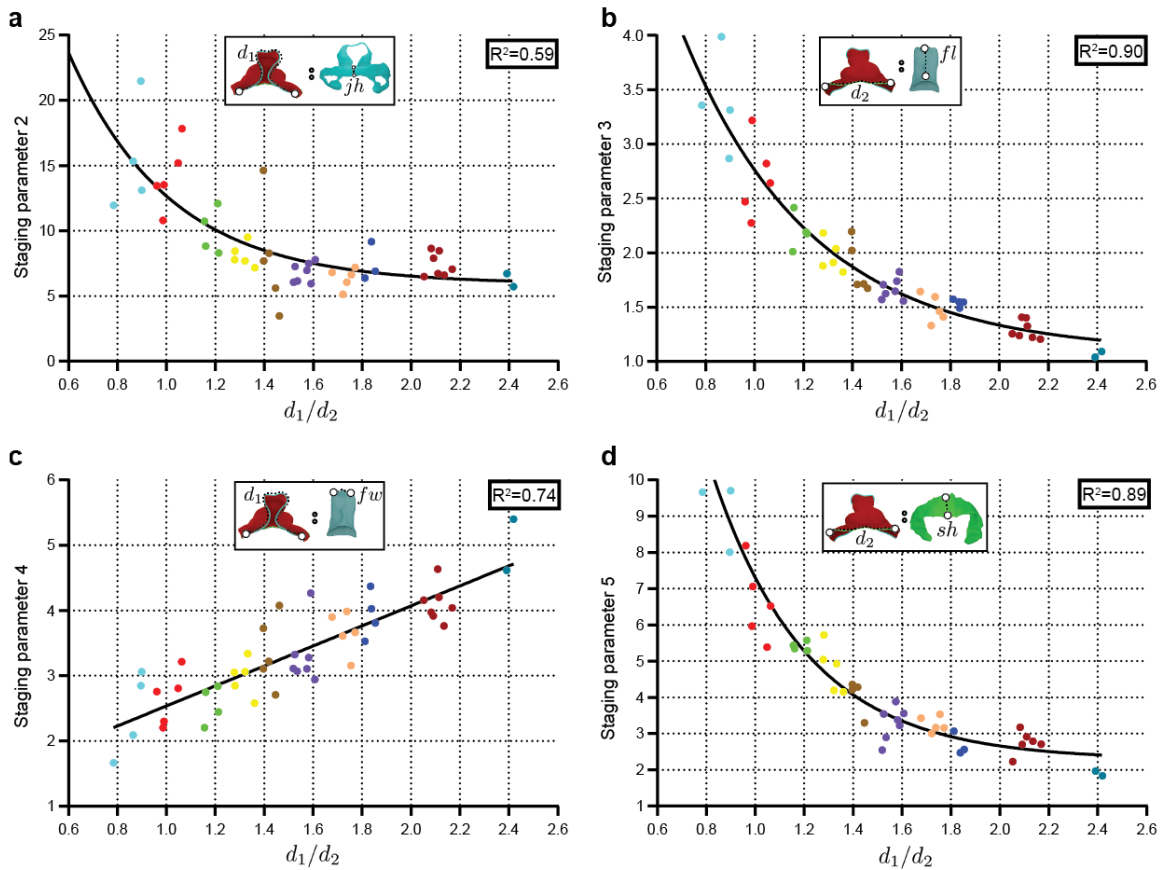 a
25
20
15
10
5
0
Staging parameter 2
d1
jh
R²=0.59
0.6 0.8 1.0 1.2 1.4 1.6 1.8 2.0 2.2 2.4 2.6
d1/d2
b
4.0
3.5
3.0
2.5
2.0
1.5
1.0
Staging parameter 3
d2
fl
R²=0.90
0.6 0.8 1.0 1.2 1.4 1.6 1.8 2.0 2.2 2.4 2.6
d1/d2
c
6
5
4
3
2
1
Staging parameter 4
d1
fw
R²=0.74
0.6 0.8 1.0 1.2 1.4 1.6 1.8 2.0 2.2 2.4 2.6
d1/d2
d
10
9
8
7
6
5
4
3
2
1
Staging parameter 5
d2
sh
R²=0.89
0.6 0.8 1.0 1.2 1.4 1.6 1.8 2.0 2.2 2.4 2.6
d1/d2